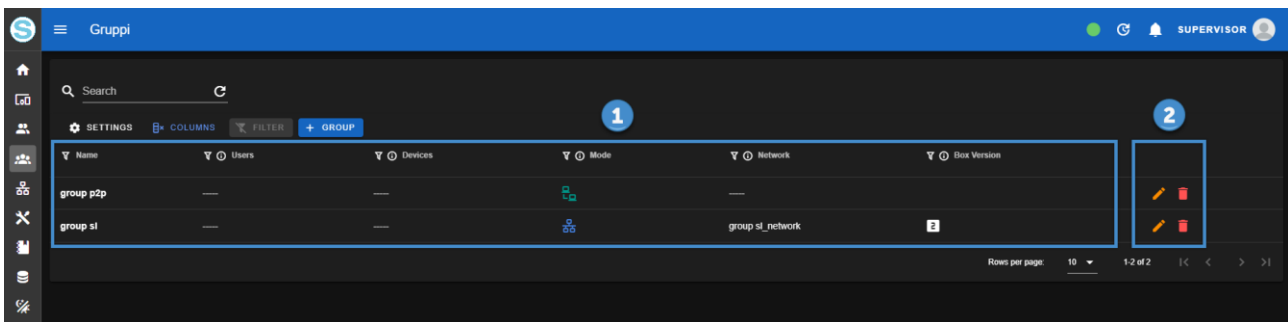 S Gruppi SUPERVISOR
Search
1 2
SETTINGS COLUMNS FILTER + GROUP
Name Users Devices Mode Network Box Version
group p2p —— —— ——
group sl —— —— group sl_network 2
Rows per page: 10 1-2 of 2